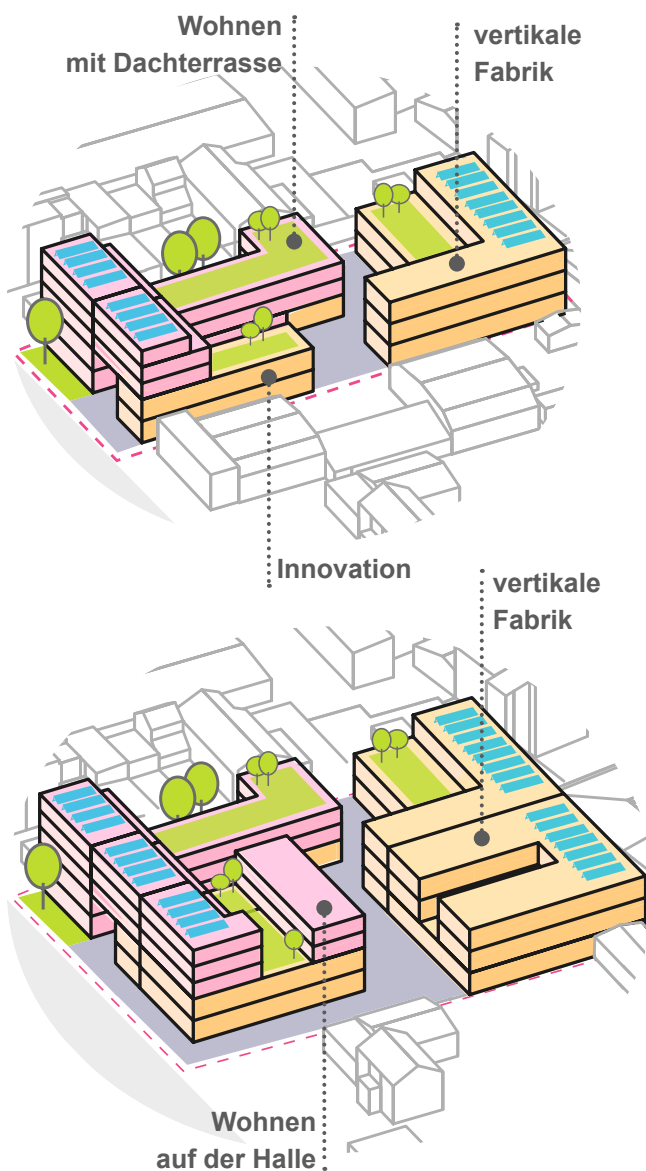 Wohnen
mit Dachterrasse
vertikale
Fabrik
Innovation
vertikale
Fabrik
Wohnen
auf der Halle